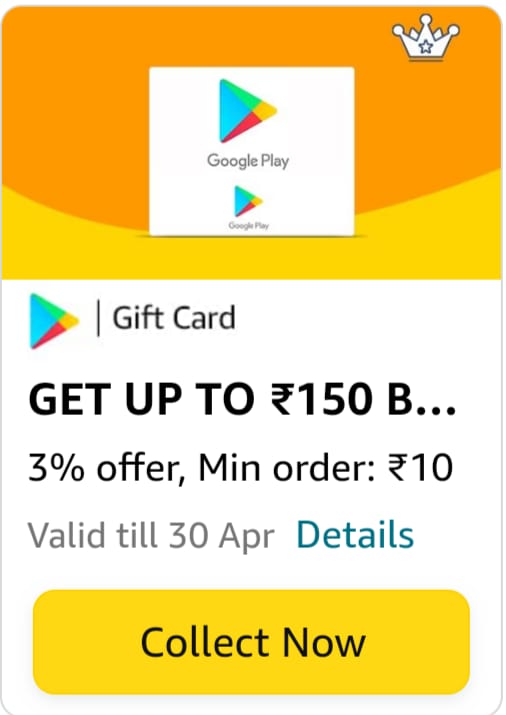 Google Play
Google Play
| Gift Card
GET UP TO ₹150 B...
3% offer, Min order: ₹10
Valid till 30 Apr Details
Collect Now